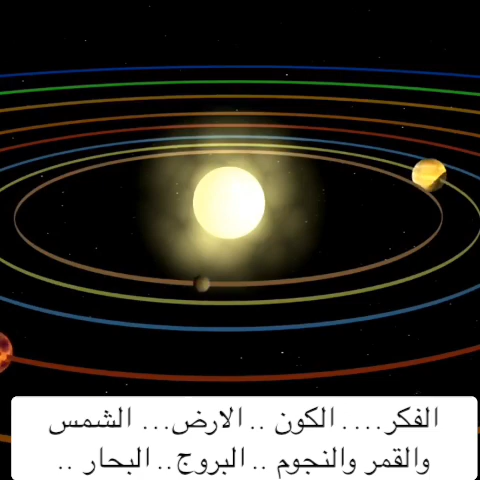 الفكر.... الكون .. الارض... الشمس
والقمر والنجوم .. البروج.. البحار ..